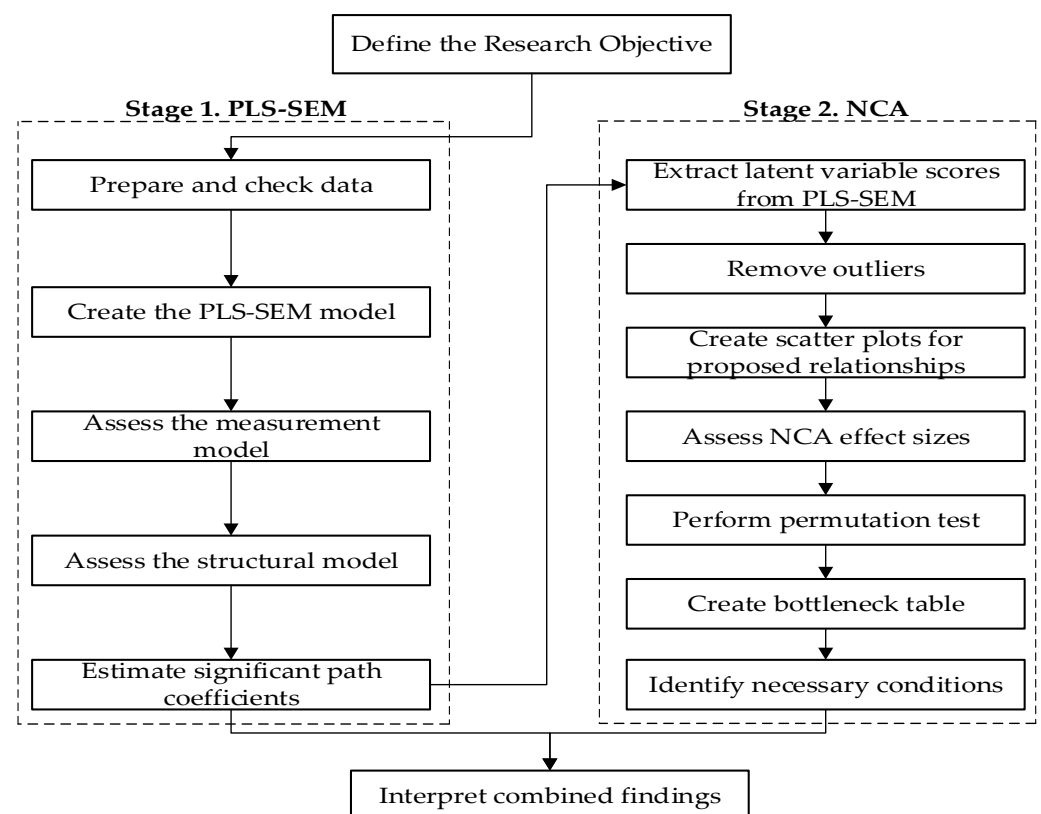 Define the Research Objective
Stage 1. PLS-SEM
Prepare and check data
Create the PLS-SEM model
Assess the measurement
model
Assess the structural model
Estimate significant path
coefficients
Stage 2. NCA
Extract latent variable scores
from PLS-SEM
Remove outliers
Create scatter plots for
proposed relationships
Assess NCA effect sizes
Perform permutation test
Create bottleneck table
Identify necessary conditions
Interpret combined findings